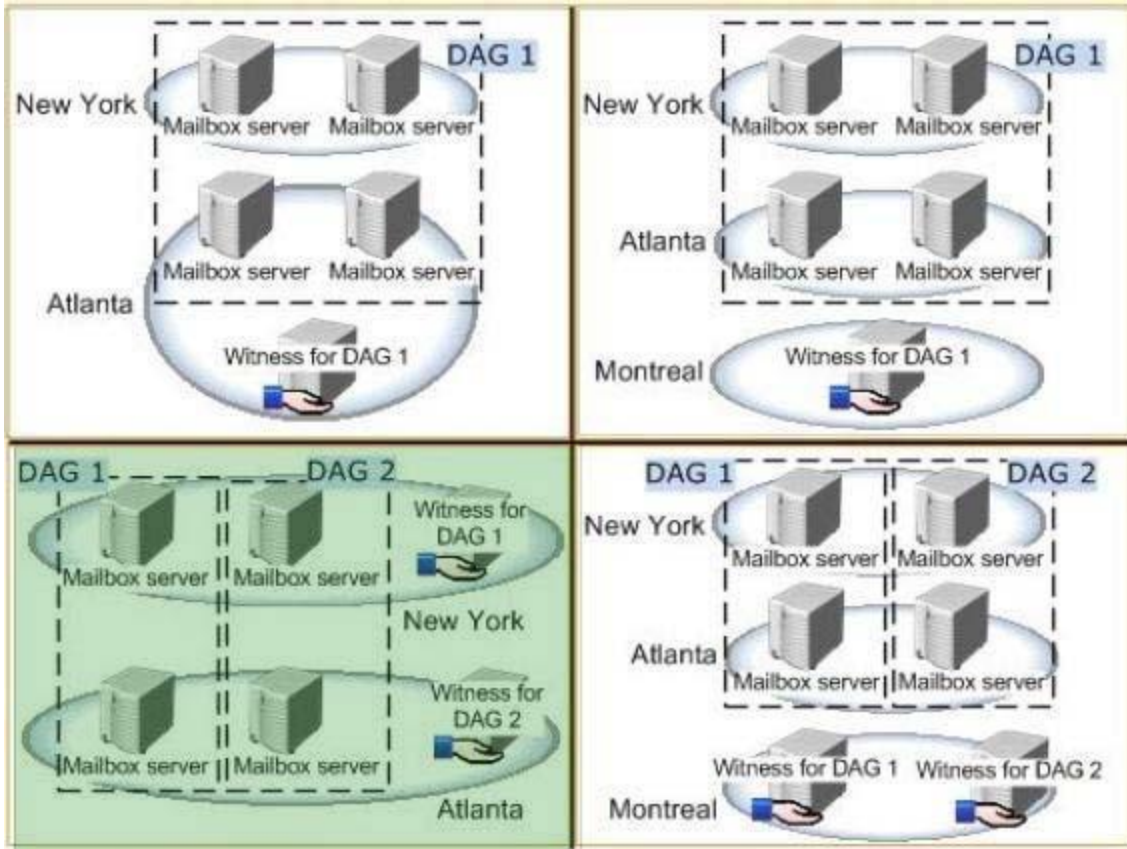 DAG 1
New York
Mailbox server Mailbox server
Mailbox server Mailbox server
Atlanta
Witness for DAG 1
DAG 1
New York
Mailbox server Mailbox server
Atlanta
Mailbox server Mailbox server
Witness for DAG 1
Montreal
DAG 1 DAG 2
Witness for
DAG 1
Mailbox server Mailbox server
New York
Witness for
DAG 2
Mailbox server Mailbox server
Atlanta
DAG 1 DAG 2
New York
Mailbox server Mailbox server
Atlanta
Mailbox server Mailbox server
Witness for DAG 1 Witness for DAG 2
Montreal